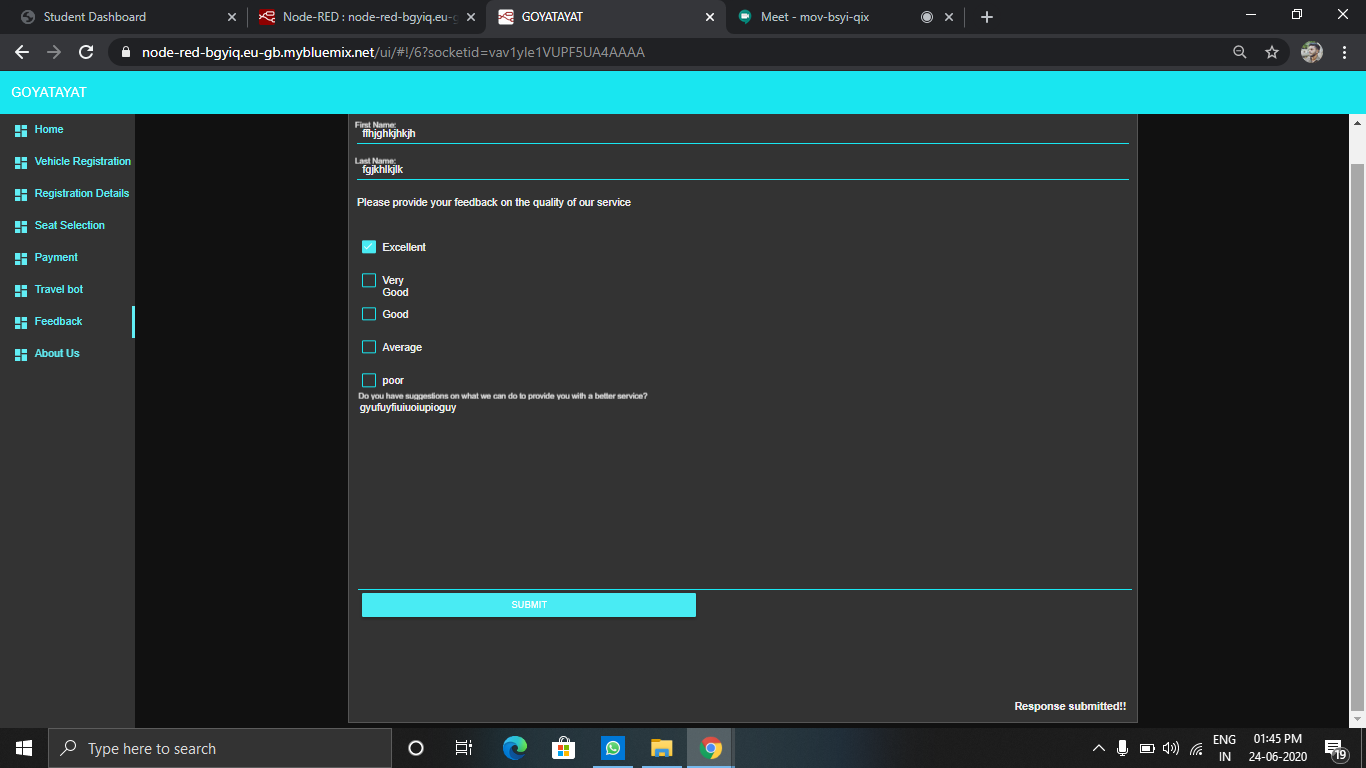 Student Dashboard
Node-RED : node-red-bgyiq.eu-g
GOYATAYAT
Meet - mov-bsyi-qix
node-red-bgyiq.eu-gb.mybluemix.net/ui/#!/6?socketid=vav1yle1VUPF5UA4AAAA
GOYATAYAT
Home
Vehicle Registration
Registration Details
Seat Selection
Payment
Travel bot
Feedback
About Us
First Name:
ffhjghkjhkjh
Last Name:
fgjkhlkjlk
Please provide your feedback on the quality of our service
Excellent
Very
Good
Good
Average
poor
Do you have suggestions on what we can do to provide you with a better service?
gyufuyfiuiuoiupioguy
SUBMIT
Response submitted!!
Type here to search
ENG
IN
01:45 PM
24-06-2020
19